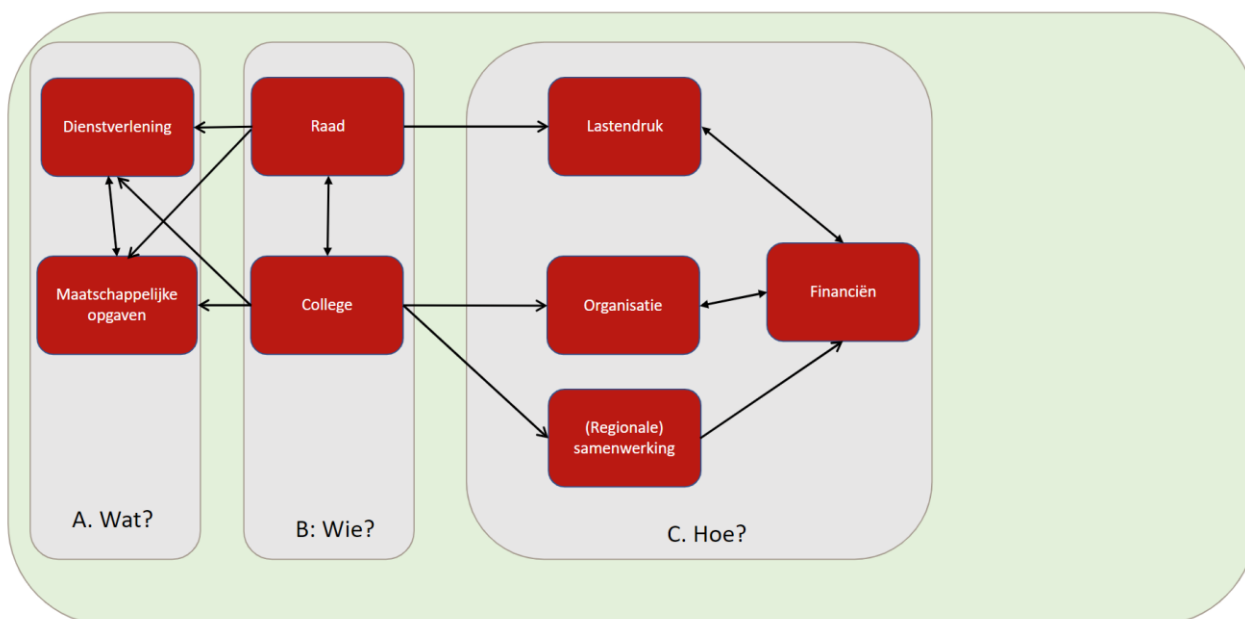 Dienstverlening
Maatschappelijke
opgaven
A. Wat?
Raad
College
B: Wie?
Lastendruk
Organisatie
(Regionale)
samenwerking
Financiën
C. Hoe?